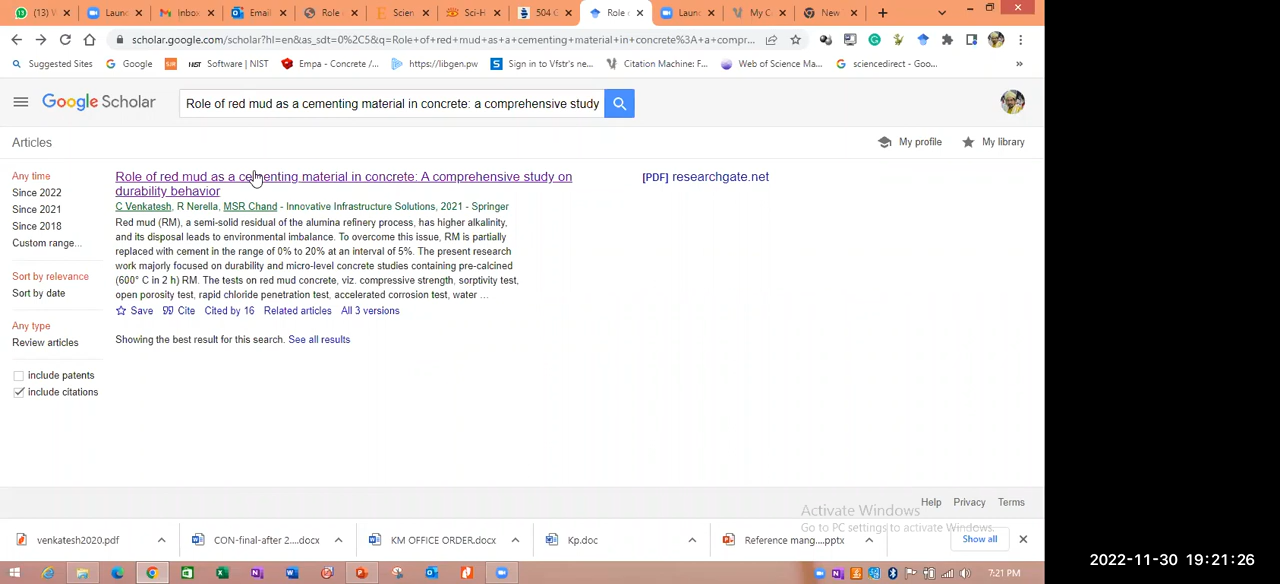 (13) W
Launc
Inbo
Email
Role
Scien
Sci-H
504 G
Role
Launc
My C
New
scholar.google.com/scholar?hl=en&as_sdt=0%2C5&q=Role+of+red+mud+as+a+cementing+material+in+concrete%3A+a+compr...
Suggested Sites
Google
NIST Software | NIST
Empa - Concrete /...
https://libgen.pw
Sign in to Vfstr's ne...
Citation Machine: F...
Web of Science Ma...
sciencedirect - Goo...
»
Google Scholar
Role of red mud as a cementing material in concrete: a comprehensive study
Articles
My profile
My library
Any time
Since 2022
Since 2021
Since 2018
Custom range...
Sort by relevance
Sort by date
Any type
Review articles
include patents
include citations
Role of red mud as a cementing material in concrete: A comprehensive study on
durability behavior
[PDF] researchgate.net
C Venkatesh, R Nerella, MSR Chand - Innovative Infrastructure Solutions, 2021 - Springer
Red mud (RM), a semi-solid residual of the alumina refinery process, has higher alkalinity,
and its disposal leads to environmental imbalance. To overcome this issue, RM is partially
replaced with cement in the range of 0% to 20% at an interval of 5%. The present research
work majorly focused on durability and micro-level concrete studies containing pre-calcined
(600° C in 2 h) RM. The tests on red mud concrete, viz. compressive strength, sorptivity test,
open porosity test, rapid chloride penetration test, accelerated corrosion test, water ...
Save Cite Cited by 16 Related articles All 3 versions
Showing the best result for this search. See all results
Help Privacy Terms
Activate Windows
Go to PC settings to activate Windows.
venkatesh2020.pdf
CON-final-after 2....docx
KM OFFICE ORDER.docx
Kp.doc
Reference mang....pptx
Show all
7:21 PM
2022-11-30 19:21:26